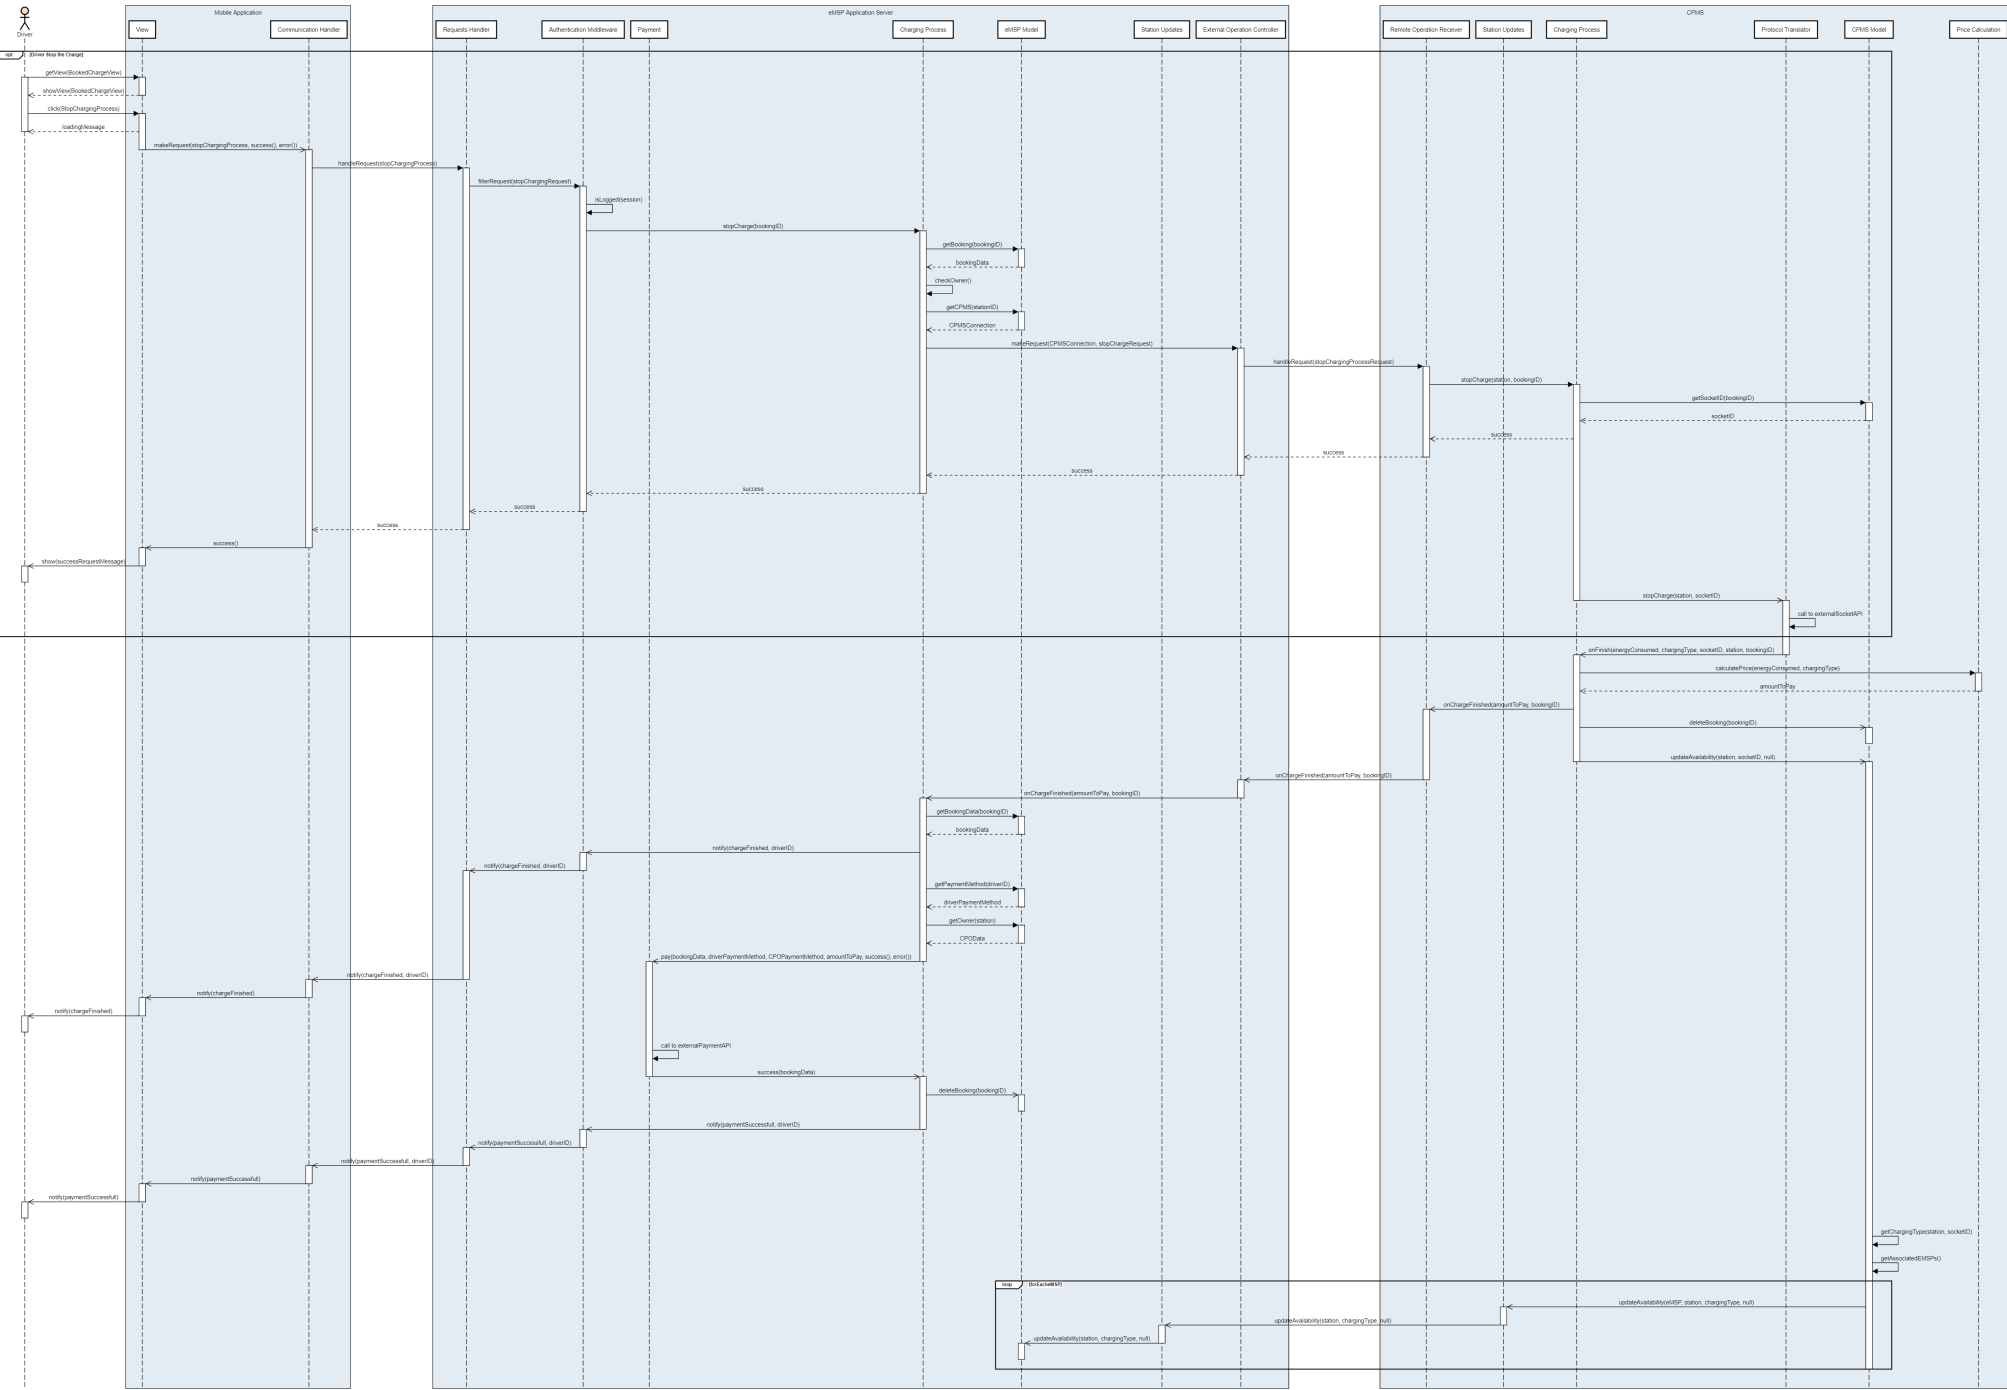 Mobile Application
eMSP Application Server
CPMS
Driver
View
Communication Handler
Requests Handler
Authentication Middleware
Payment
Charging Process
eMSP Model
Station Updates
External Operation Controller
Remote Operation Receiver
Station Updates
Charging Process
Protocol Translator
CPMS Model
Price Calculation
opt
[Driver Stop the Charge]
getView(BookedChargeView)
showView(BookedChargeView)
click(StopChargingProcess)
loadingMessage
makeRequest(stopChargingProcess, success(), error())
handleRequest(stopChargingProcess)
filterRequest(stopChargingRequest)
isLogged(session)
stopCharge(bookingID)
getBooking(bookingID)
bookingData
checkOwner()
getCPMS(stationID)
CPMSConnection
makeRequest(CPMSConnection, stopChargeRequest)
handleRequest(stopChargingProcessRequest)
stopCharge(station, bookingID)
getSocketID(bookingID)
socketID
success
success
success
success
success
success
success()
show(successRequestMessage)
stopCharge(station, socketID)
call to externalSocketAPI
onFinish(energyConsumed, chargingType, socketID, station, bookingID)
calculatePrice(energyConsumed, chargingType)
amountToPay
onChargeFinished(amountToPay, bookingID)
deleteBooking(bookingID)
updateAvailability(station, socketID, null)
onChargeFinished(amountToPay, bookingID)
onChargeFinished(amountToPay, bookingID)
getBookingData(bookingID)
bookingData
notify(chargeFinished, driverID)
notify(chargeFinished, driverID)
getPaymentMethod(driverID)
driverPaymentMethod
getOwner(station)
CPOData
pay(bookingData, driverPaymentMethod, CPOPaymentMethod, amountToPay, success(), error())
notify(chargeFinished, driverID)
notify(chargeFinished)
notify(chargeFinished)
call to externalPaymentAPI
success(bookingData)
deleteBooking(bookingID)
notify(paymentSuccessfull, driverID)
notify(paymentSuccessfull, driverID)
notify(paymentSuccessfull, driverID)
notify(paymentSuccessfull)
notify(paymentSuccessfull)
getChargingType(station, socketID)
getAssociatedEMSPs()
loop
[forEacheMSP]
updateAvailability(eMSP, station, chargingType, null)
updateAvailability(station, chargingType, null)
updateAvailability(station, chargingType, null)